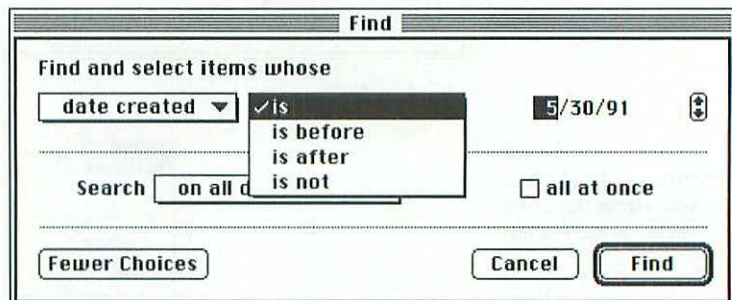 Find
Find and select items whose
date created ▼ ✓is 5/30/91
is before
is after
is not
Search on all all at once
Fewer Choices Cancel Find